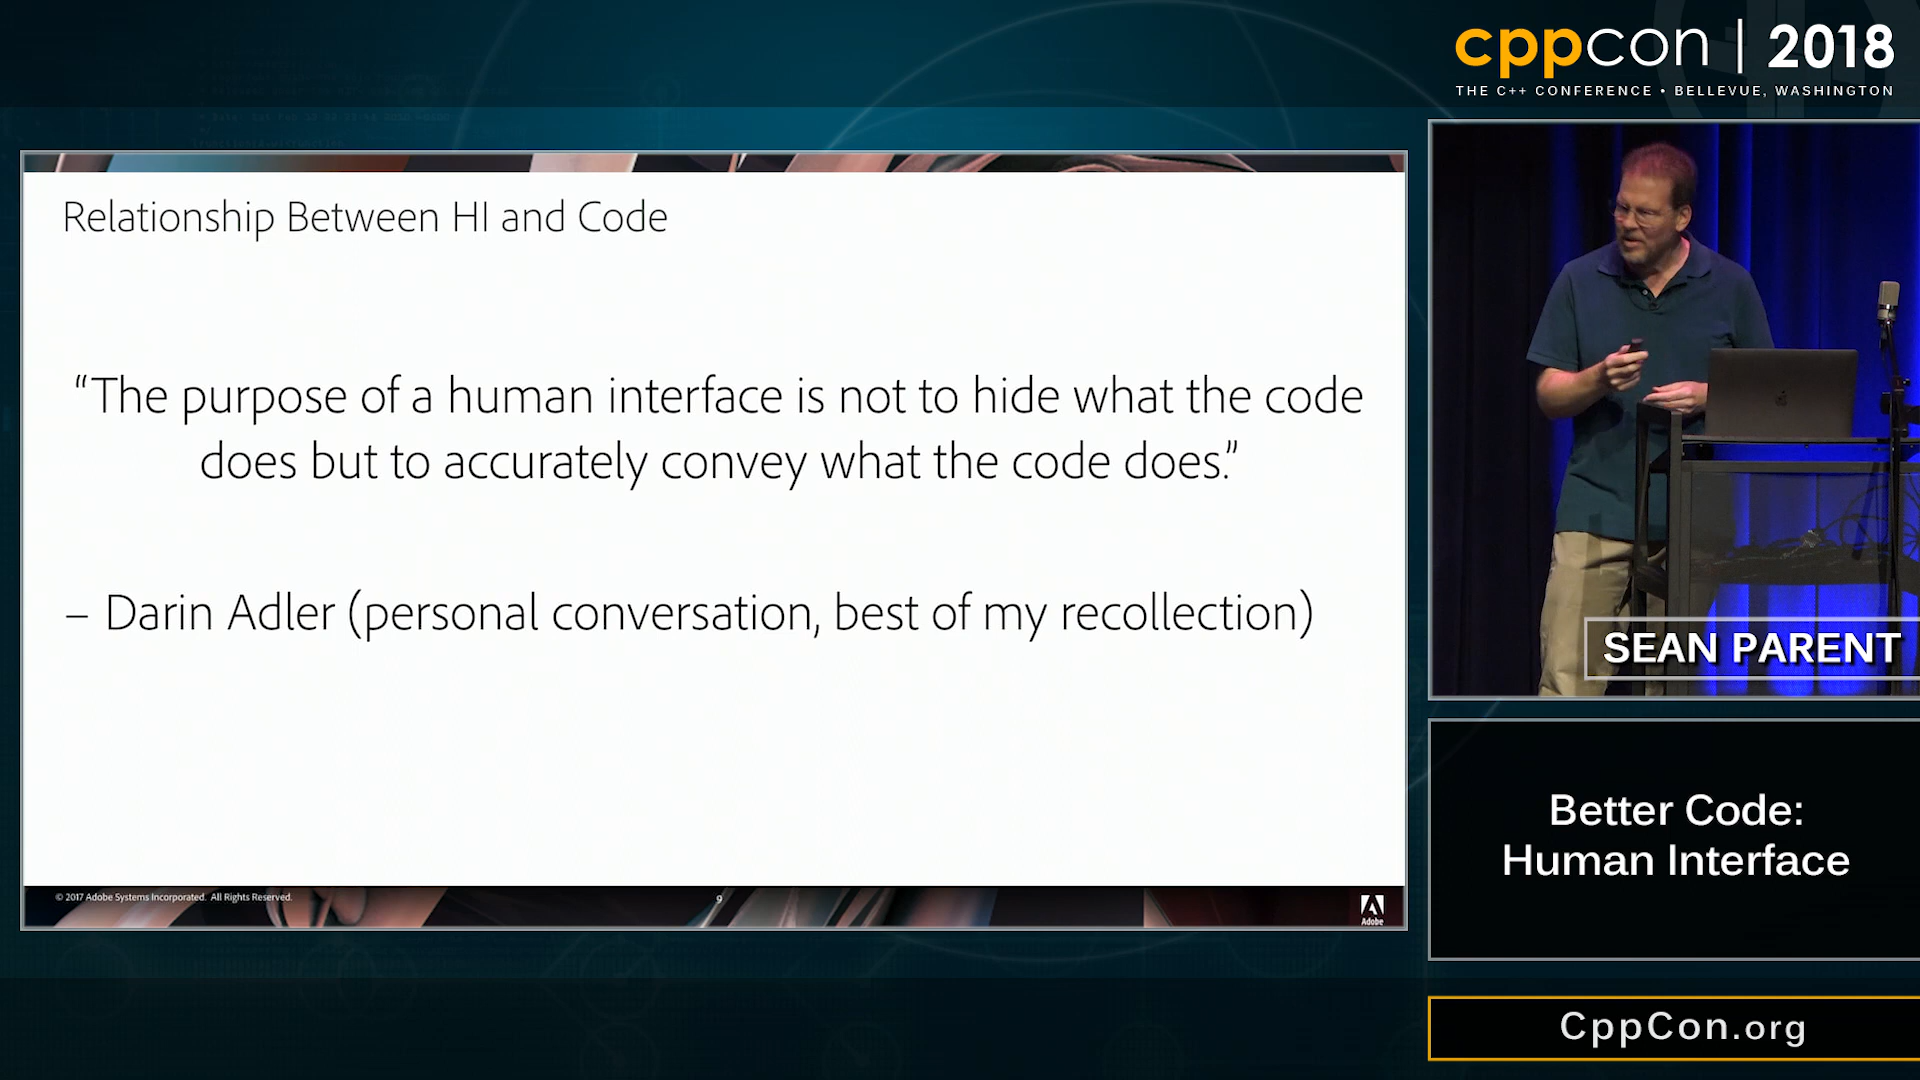 cppcon | 2018
THE C++ CONFERENCE • BELLEVUE, WASHINGTON
Relationship Between HI and Code
“The purpose of a human interface is not to hide what the code
does but to accurately convey what the code does.”
– Darin Adler (personal conversation, best of my recollection)
© 2017 Adobe Systems Incorporated. All Rights Reserved.
9
Adobe
SEAN PARENT
Better Code:
Human Interface
CppCon.org